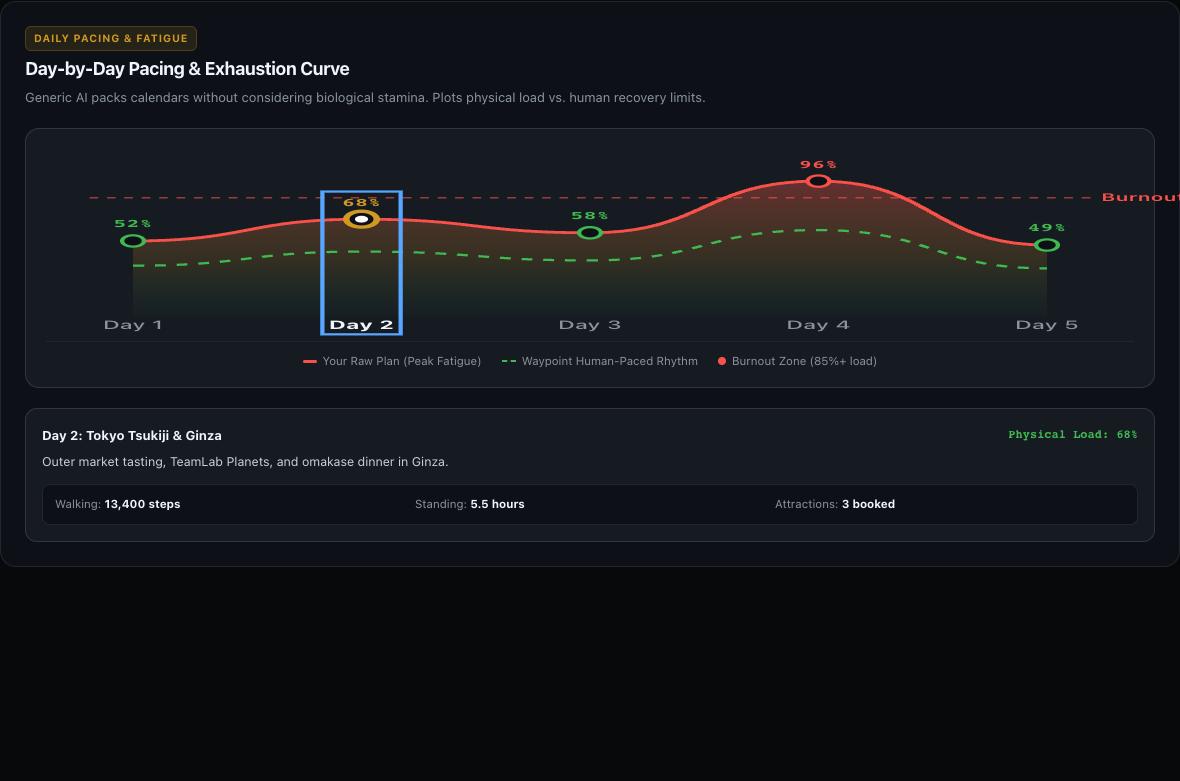 DAILY PACING & FATIGUE
Day-by-Day Pacing & Exhaustion Curve
Generic AI packs calendars without considering biological stamina. Plots physical load vs. human recovery limits.
96%
Burnout
68%
58%
52%
49%
Day 1
Day 2
Day 3
Day 4
Day 5
Your Raw Plan (Peak Fatigue)
Waypoint Human-Paced Rhythm
Burnout Zone (85%+ load)
Day 2: Tokyo Tsukiji & Ginza
Physical Load: 68%
Outer market tasting, TeamLab Planets, and omakase dinner in Ginza.
Walking: 13,400 steps
Standing: 5.5 hours
Attractions: 3 booked